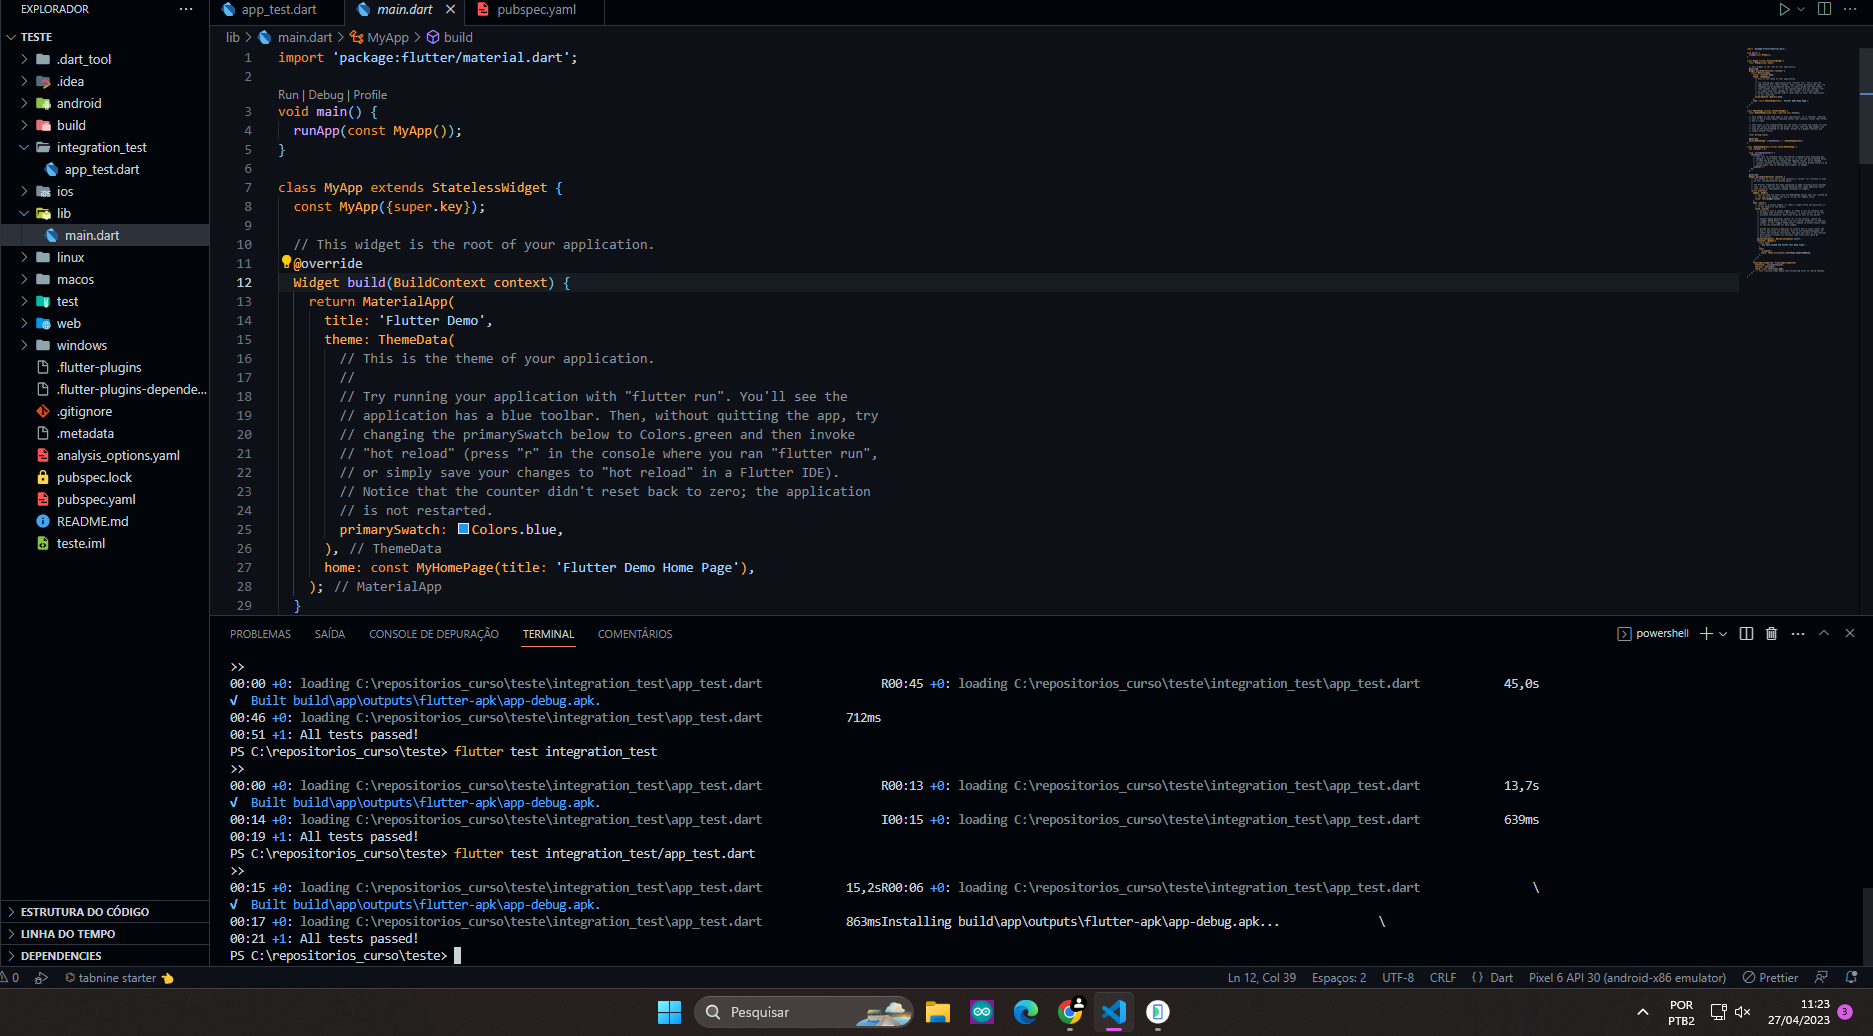 EXPLORADOR
TESTE
.dart_tool
.idea
android
build
integration_test
app_test.dart
ios
lib
main.dart
linux
macos
test
web
windows
.flutter-plugins
.flutter-plugins-depende...
.gitignore
.metadata
analysis_options.yaml
pubspec.lock
pubspec.yaml
README.md
teste.iml
ESTRUTURA DO CÓDIGO
LINHA DO TEMPO
DEPENDENCIES
app_test.dart
main.dart
pubspec.yaml
lib > main.dart > MyApp > build
1 import 'package:flutter/material.dart';
2
Run | Debug | Profile
3 void main() {
4 runApp(const MyApp());
5 }
6
7 class MyApp extends StatelessWidget {
8 const MyApp({super.key});
9
10 // This widget is the root of your application.
11 @override
12 Widget build(BuildContext context) {
13 return MaterialApp(
14 title: 'Flutter Demo',
15 theme: ThemeData(
16 // This is the theme of your application.
17 //
18 // Try running your application with "flutter run". You'll see the
19 // application has a blue toolbar. Then, without quitting the app, try
20 // changing the primarySwatch below to Colors.green and then invoke
21 // "hot reload" (press "r" in the console where you ran "flutter run",
22 // or simply save your changes to "hot reload" in a Flutter IDE).
23 // Notice that the counter didn't reset back to zero; the application
24 // is not restarted.
25 primarySwatch: Colors.blue,
26 ), // ThemeData
27 home: const MyHomePage(title: 'Flutter Demo Home Page'),
28 ); // MaterialApp
29 }
PROBLEMAS SAÍDA CONSOLE DE DEPURAÇÃO TERMINAL COMENTÁRIOS
powershell
>>
00:00 +0: loading C:\repositorios_curso\teste\integration_test\app_test.dart R00:45 +0: loading C:\repositorios_curso\teste\integration_test\app_test.dart 45,0s
√ Built build\app\outputs\flutter-apk\app-debug.apk.
00:46 +0: loading C:\repositorios_curso\teste\integration_test\app_test.dart 712ms
00:51 +1: All tests passed!
PS C:\repositorios_curso\teste> flutter test integration_test
>>
00:00 +0: loading C:\repositorios_curso\teste\integration_test\app_test.dart R00:13 +0: loading C:\repositorios_curso\teste\integration_test\app_test.dart 13,7s
√ Built build\app\outputs\flutter-apk\app-debug.apk.
00:14 +0: loading C:\repositorios_curso\teste\integration_test\app_test.dart I00:15 +0: loading C:\repositorios_curso\teste\integration_test\app_test.dart 639ms
00:19 +1: All tests passed!
PS C:\repositorios_curso\teste> flutter test integration_test/app_test.dart
>>
00:15 +0: loading C:\repositorios_curso\teste\integration_test\app_test.dart 15,2sR00:06 +0: loading C:\repositorios_curso\teste\integration_test\app_test.dart \
√ Built build\app\outputs\flutter-apk\app-debug.apk.
00:17 +0: loading C:\repositorios_curso\teste\integration_test\app_test.dart 863msInstalling build\app\outputs\flutter-apk\app-debug.apk... \
00:21 +1: All tests passed!
PS C:\repositorios_curso\teste>
0 tabnine starter Ln 12, Col 39 Espaços: 2 UTF-8 CRLF {} Dart Pixel 6 API 30 (android-x86 emulator) Prettier
Pesquisar
POR
PTB2
11:23
27/04/2023
3